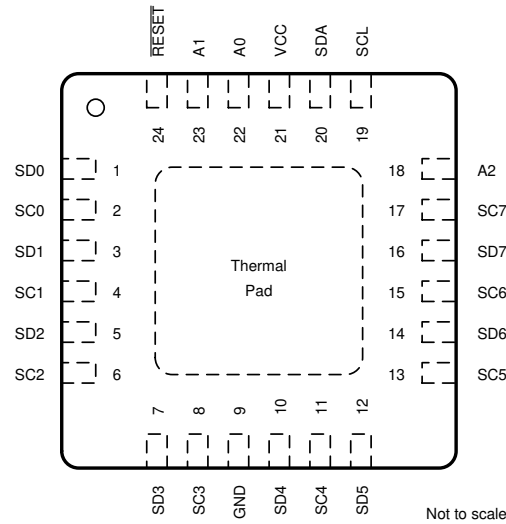 RESET A1 A0 VCC SDA SCL
24 23 22 21 20 19
SD0 1 18 A2
SC0 2 17 SC7
SD1 3 16 SD7
SC1 4 15 SC6
SD2 5 14 SD6
SC2 6 13 SC5
Thermal
Pad
7 8 9 10 11 12
SD3 SC3 GND SD4 SC4 SD5
Not to scale